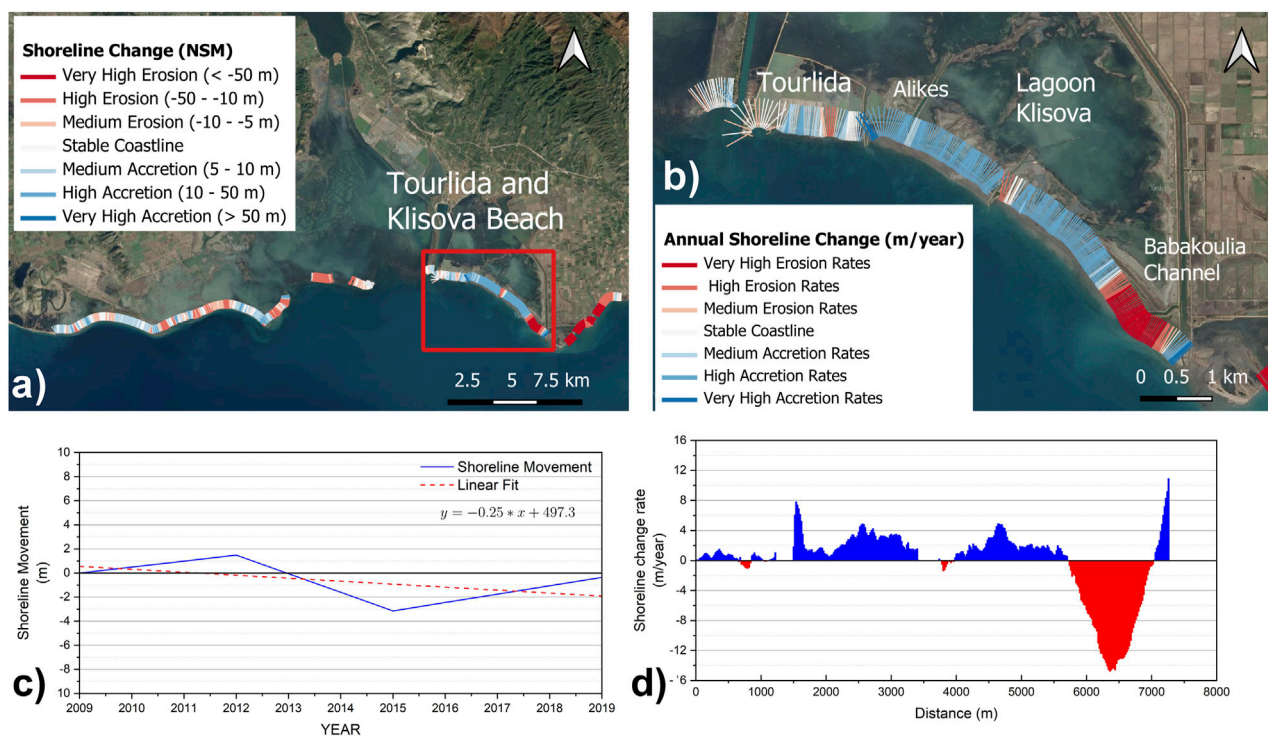 Shoreline Change (NSM)
Very High Erosion (< -50 m)
High Erosion (-50 - -10 m)
Medium Erosion (-10 - -5 m)
Stable Coastline
Medium Accretion (5 - 10 m)
High Accretion (10 - 50 m)
Very High Accretion (> 50 m)
Tourlida and
Klisova Beach
2.5 5 7.5 km
a)
Tourlida
Alikes
Lagoon
Klisova
Babakoulia
Channel
b)
Annual Shoreline Change (m/year)
Very High Erosion Rates
High Erosion Rates
Medium Erosion Rates
Stable Coastline
Medium Accretion Rates
High Accretion Rates
Very High Accretion Rates
0 0.5 1 km
Shoreline Movement
(m)
10
8
6
4
2
0
-2
-4
-6
-8
10
Shoreline Movement
Linear Fit
y = −0.25 * x + 497.3
2009 2010 2011 2012 2013 2014 2015 2016 2017 2018 2019
YEAR
c)
Shoreline change rate
(m/year)
16
12
8
4
0
-4
-8
-12
-16
0 1000 2000 3000 4000 5000 6000 7000 8000
Distance (m)
d)